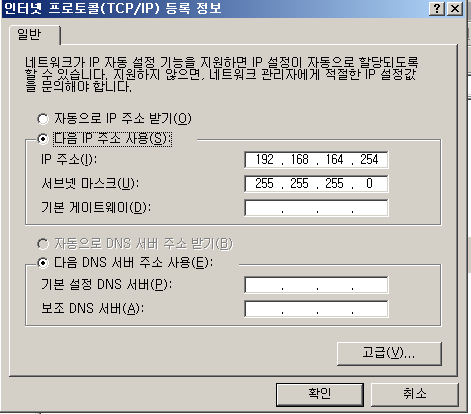 인터넷 프로토콜(TCP/IP) 등록 정보
일반
네트워크가 IP 자동 설정 기능을 지원하면 IP 설정이 자동으로 할당되도록
할 수 있습니다. 지원하지 않으면, 네트워크 관리자에게 적절한 IP 설정값
을 문의해야 합니다.
자동으로 IP 주소 받기(O)
다음 IP 주소 사용(S):
IP 주소(I): 192 . 168 . 164 . 254
서브넷 마스크(U): 255 . 255 . 255 . 0
기본 게이트웨이(D): . . .
자동으로 DNS 서버 주소 받기(B)
다음 DNS 서버 주소 사용(E):
기본 설정 DNS 서버(P): . . .
보조 DNS 서버(A): . . .
고급(V)...
확인 취소